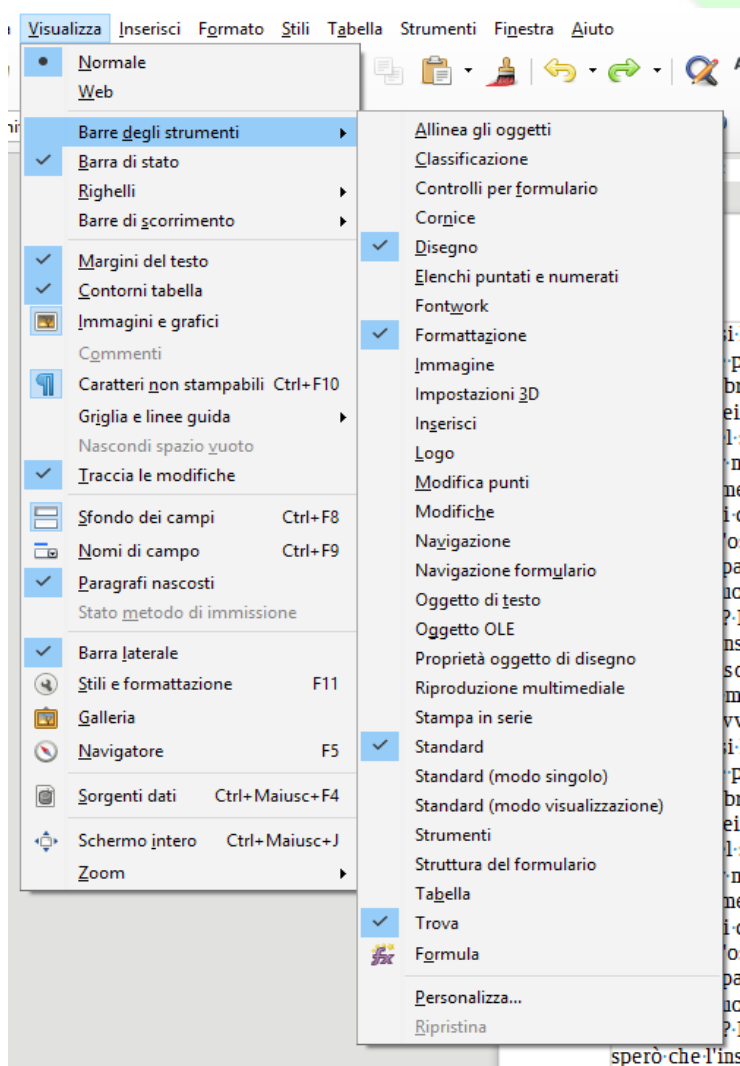 Visualizza Inserisci Formato Stili Tabella Strumenti Finestra Aiuto
Normale
Web
Barre degli strumenti
Barra di stato
Righelli
Barre di scorrimento
Margini del testo
Contorni tabella
Immagini e grafici
Commenti
Caratteri non stampabili Ctrl+F10
Griglia e linee guida
Nascondi spazio vuoto
Traccia le modifiche
Sfondo dei campi Ctrl+F8
Nomi di campo Ctrl+F9
Paragrafi nascosti
Stato metodo di immissione
Barra laterale
Stili e formattazione F11
Galleria
Navigatore F5
Sorgenti dati Ctrl+Maiusc+F4
Schermo intero Ctrl+Maiusc+J
Zoom
Allinea gli oggetti
Classificazione
Controlli per formulario
Cornice
Disegno
Elenchi puntati e numerati
Fontwork
Formattazione
Immagine
Impostazioni 3D
Inserisci
Logo
Modifica punti
Modifiche
Navigazione
Navigazione formulario
Oggetto di testo
Oggetto OLE
Proprietà oggetto di disegno
Riproduzione multimediale
Stampa in serie
Standard
Standard (modo singolo)
Standard (modo visualizzazione)
Strumenti
Struttura del formulario
Tabella
Trova
Formula
Personalizza...
Ripristina
sperò·che·l'ins